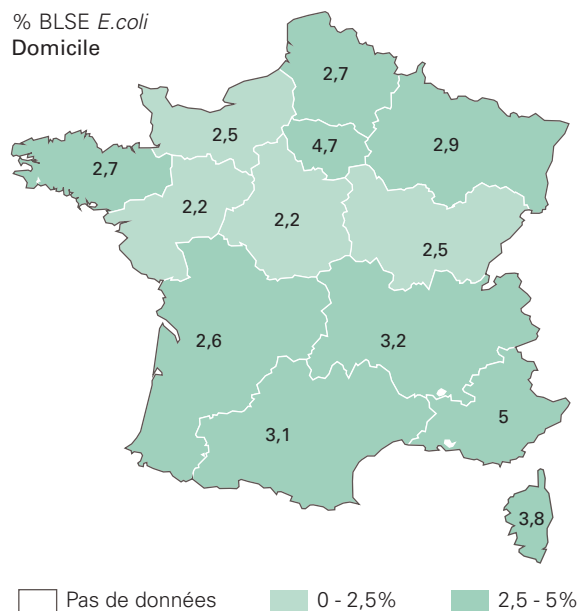 % BLSE E.coli
Domicile
2,7
2,5
4,7
2,9
2,7
2,2
2,2
2,5
2,6
3,2
3,1
5
3,8
Pas de données
0 - 2,5%
2,5 - 5%